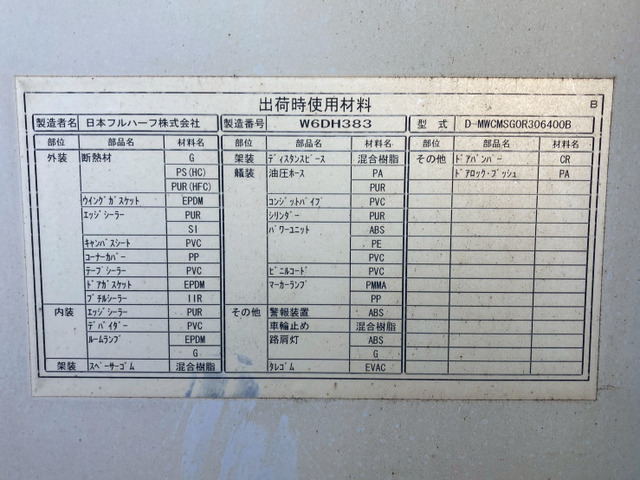 出荷時使用材料 B
製造者名 日本フルハーフ株式会社 製造番号 W6DH383 型式 D-MWCMSG0R306400B
部位 部品名 材料名 部位 部品名 材料名 部位 部品名 材料名
外装 断熱材 G 架装 ディスタンスピース 混合樹脂 その他 ドアバンパー CR
PS(HC) 艤装 油圧ホース PA ドアロック・ブッシュ PA
PUR(HFC) PUR
ウイングガスケット EPDM コンジットパイプ PVC
エッジシーラー PUR シリンダー PUR
SI パワーユニット ABS
キャンバスシート PVC PE
コーナーカバー PP PVC
テープシーラー PVC ビニルコード PVC
ドアガスケット EPDM マーカーランプ PMMA
ブチルシーラー IIR PP
内装 エッジシーラー PUR その他 警報装置 ABS
デバイダー PVC 車輪止め 混合樹脂
ルームランプ EPDM 路肩灯 ABS
G G
架装 スペーサーゴム 混合樹脂 タレゴム EVAC